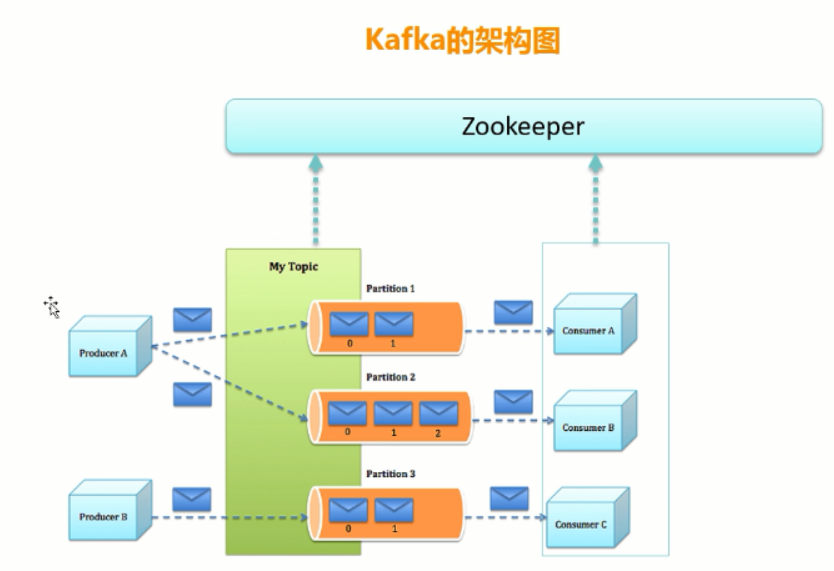 Kafka的架构图
Zookeeper
My Topic
Partition 1
0 1
Producer A
Consumer A
Partition 2
0 1 2
Consumer B
Partition 3
0 1
Producer B
Consumer C